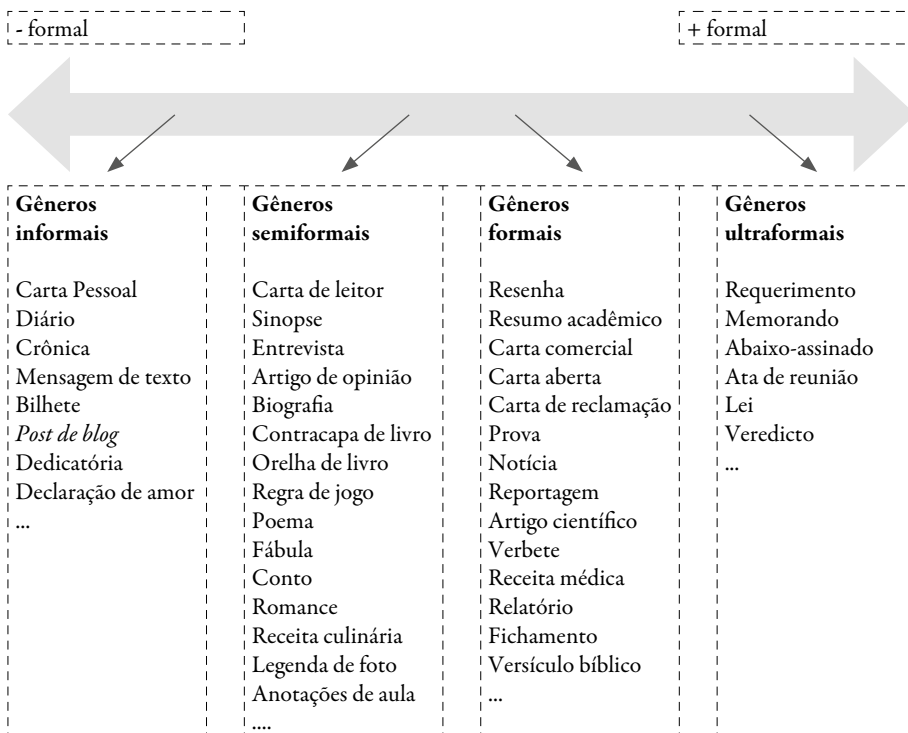 - formal
+ formal
Gêneros
informais
Carta Pessoal
Diário
Crônica
Mensagem de texto
Bilhete
Post de blog
Dedicatória
Declaração de amor
...
Gêneros
semiformais
Carta de leitor
Sinopse
Entrevista
Artigo de opinião
Biografia
Contracapa de livro
Orelha de livro
Regra de jogo
Poema
Fábula
Conto
Romance
Receita culinária
Legenda de foto
Anotações de aula
....
Gêneros
formais
Resenha
Resumo acadêmico
Carta comercial
Carta aberta
Carta de reclamação
Prova
Notícia
Reportagem
Artigo científico
Verbete
Receita médica
Relatório
Fichamento
Versículo bíblico
...
Gêneros
ultraformais
Requerimento
Memorando
Abaixo-assinado
Ata de reunião
Lei
Veredicto
...